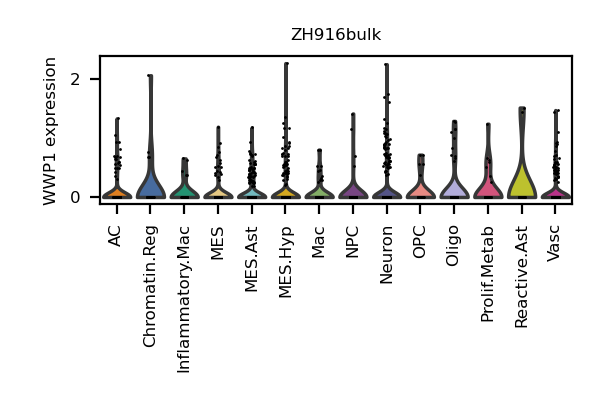 ZH916bulk
WWP1 expression
2
0
AC
Chromatin.Reg
Inflammatory.Mac
MES
MES.Ast
MES.Hyp
Mac
NPC
Neuron
OPC
Oligo
Prolif.Metab
Reactive.Ast
Vasc